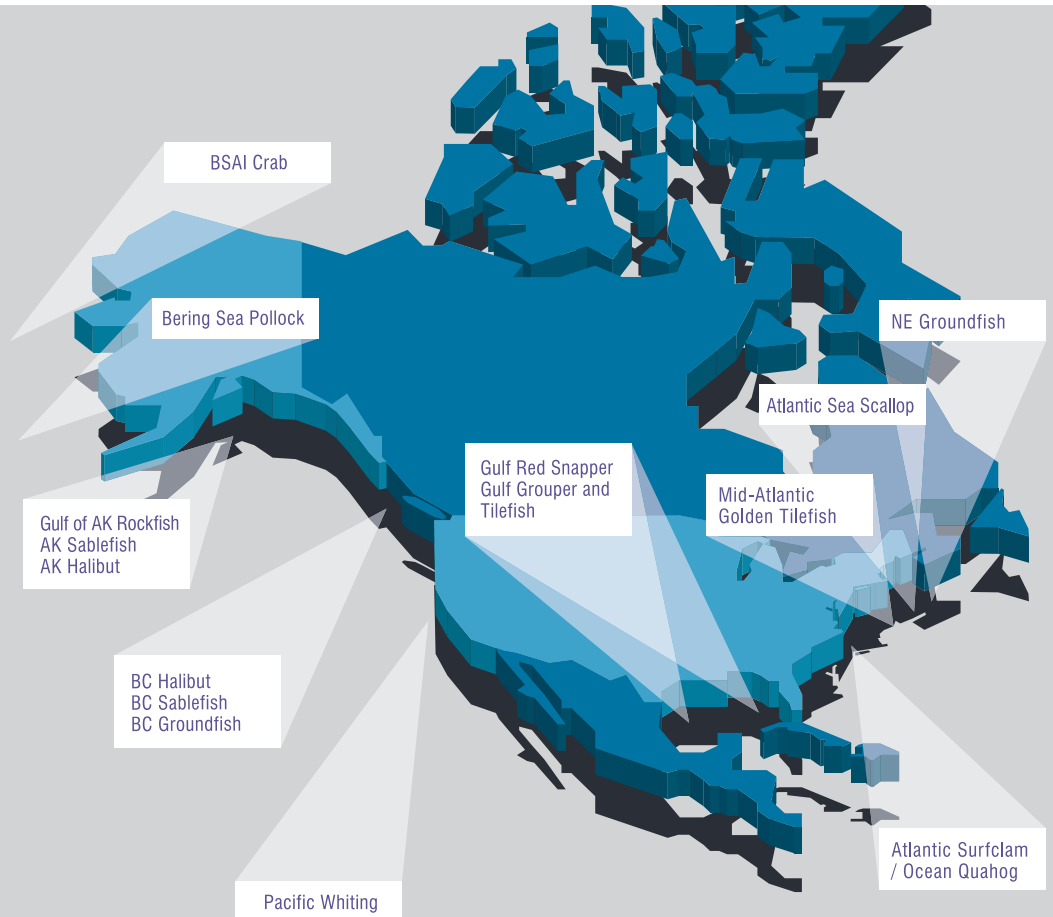 BSAI Crab
Bering Sea Pollock
NE Groundfish
Atlantic Sea Scallop
Gulf Red Snapper
Gulf Grouper and
Tilefish
Mid-Atlantic
Golden Tilefish
Gulf of AK Rockfish
AK Sablefish
AK Halibut
BC Halibut
BC Sablefish
BC Groundfish
Atlantic Surfclam
/ Ocean Quahog
Pacific Whiting